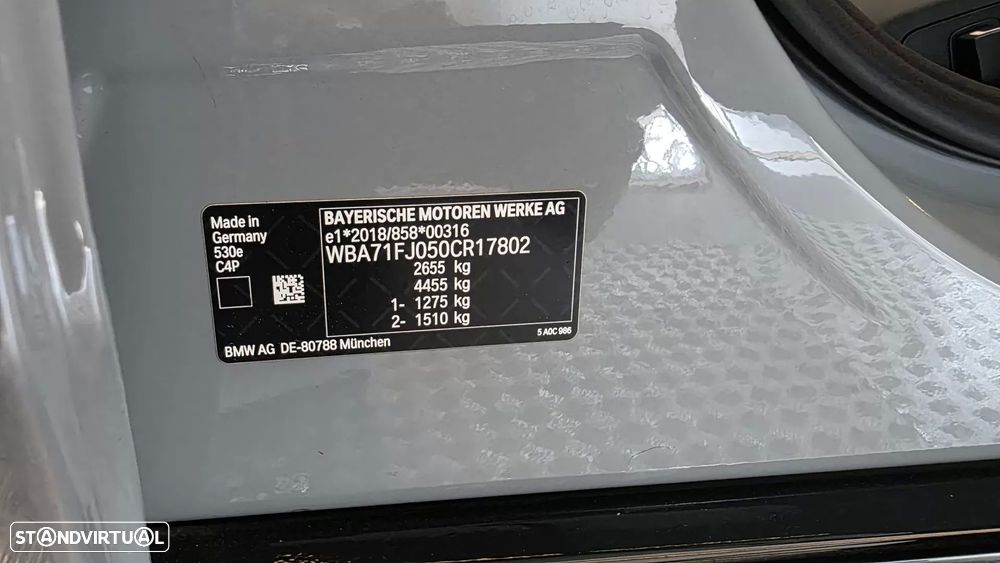 Made in
Germany
530e
C4P
BAYERISCHE MOTOREN WERKE AG
e1*2018/858*00316
WBA71FJ050CR17802
2655 kg
4455 kg
1- 1275 kg
2- 1510 kg
5 A0C 986
BMW AG DE-80788 München
STANDVIRTUAL